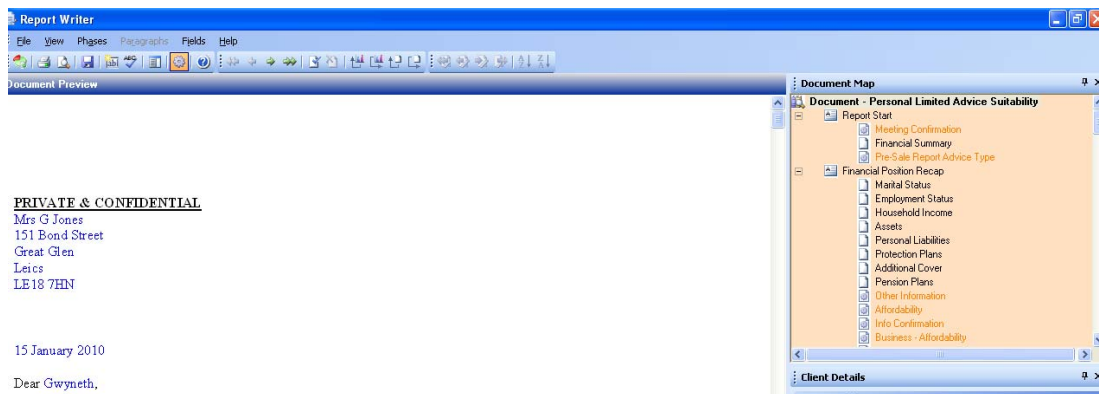 Report Writer
File View Phases Paragraphs Fields Help
Document Preview
PRIVATE & CONFIDENTIAL
Mrs G Jones
151 Bond Street
Great Glen
Leics
LE18 7HN
15 January 2010
Dear Gwyneth,
Document Map
Document - Personal Limited Advice Suitability
Report Start
Meeting Confirmation
Financial Summary
Pre-Sale Report Advice Type
Financial Position Recap
Marital Status
Employment Status
Household Income
Assets
Personal Liabilities
Protection Plans
Additional Cover
Pension Plans
Other Information
Affordability
Info Confirmation
Business - Affordability
Client Details